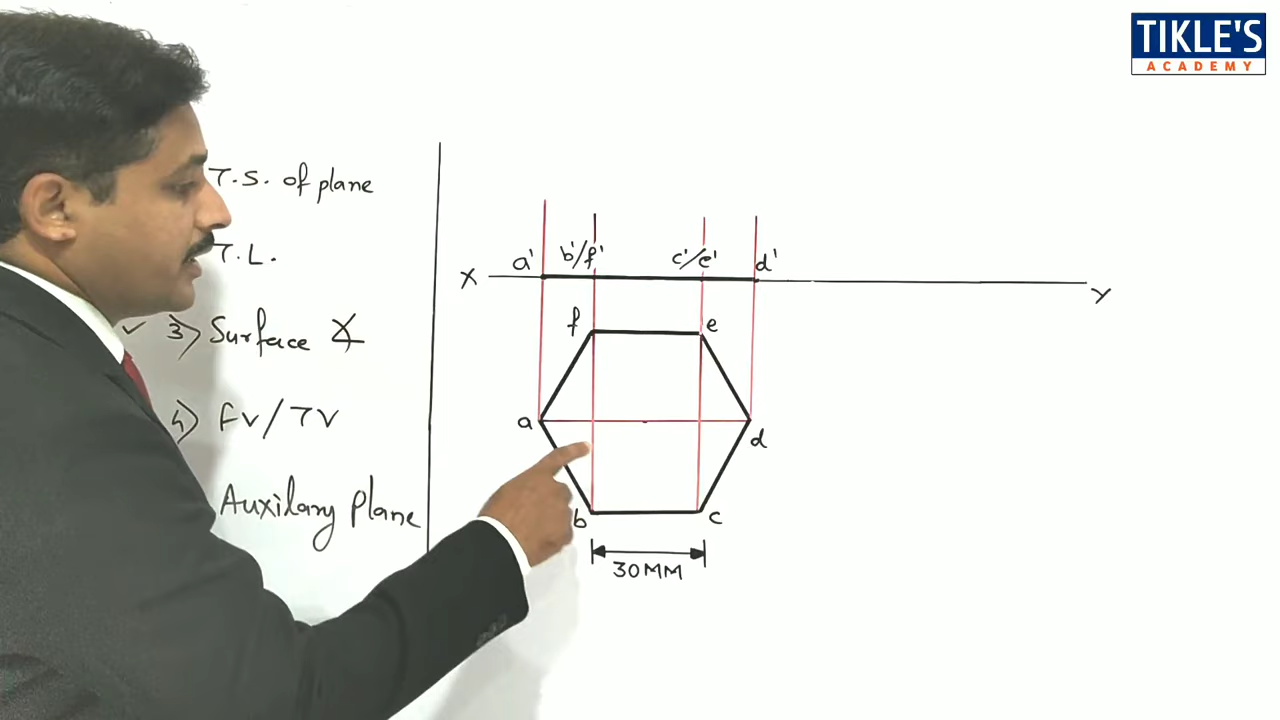 TIKLE'S
ACADEMY
T.S. of plane
T.L.
3) Surface ∡
4) FV/TV
Auxilary Plane
a' b'/f' c'/e' d'
X Y
f e
a d
b c
30MM